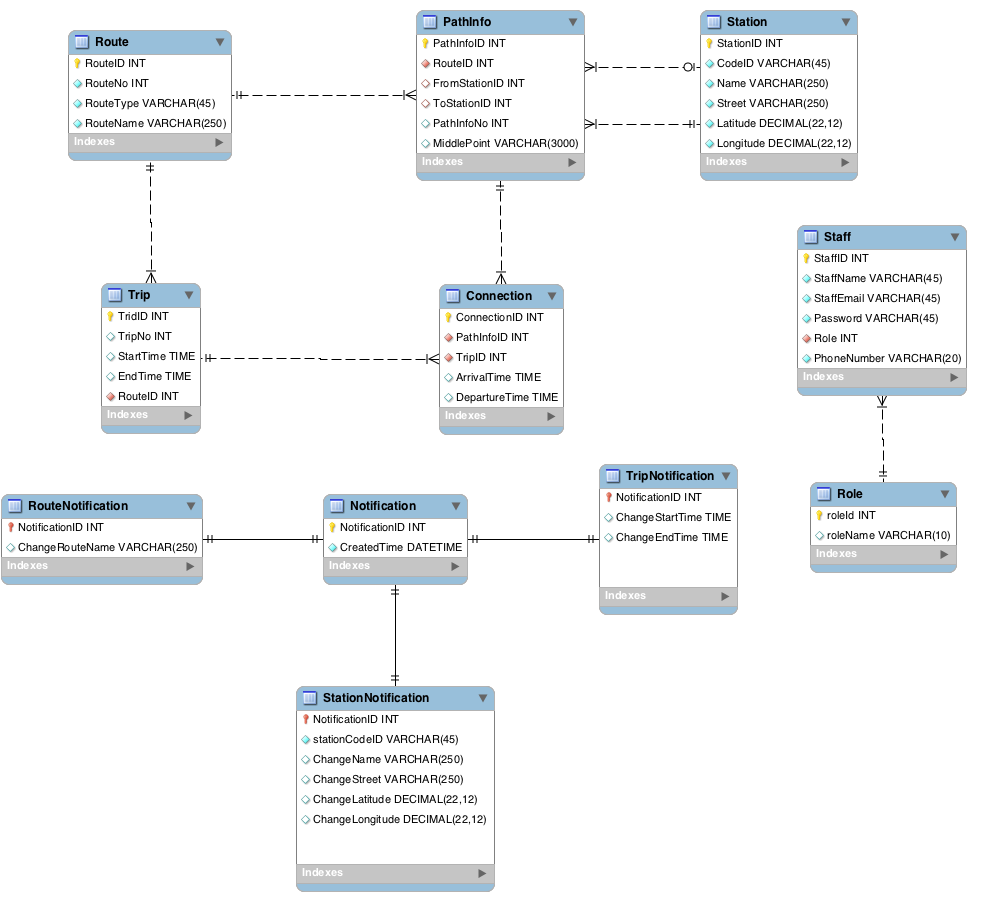 Route
RouteID INT
RouteNo INT
RouteType VARCHAR(45)
RouteName VARCHAR(250)
Indexes
PathInfo
PathInfoID INT
RouteID INT
FromStationID INT
ToStationID INT
PathInfoNo INT
MiddlePoint VARCHAR(3000)
Indexes
Station
StationID INT
CodeID VARCHAR(45)
Name VARCHAR(250)
Street VARCHAR(250)
Latitude DECIMAL(22,12)
Longitude DECIMAL(22,12)
Indexes
Trip
TridID INT
TripNo INT
StartTime TIME
EndTime TIME
RouteID INT
Indexes
Connection
ConnectionID INT
PathInfoID INT
TripID INT
ArrivalTime TIME
DepartureTime TIME
Indexes
Staff
StaffID INT
StaffName VARCHAR(45)
StaffEmail VARCHAR(45)
Password VARCHAR(45)
Role INT
PhoneNumber VARCHAR(20)
Indexes
RouteNotification
NotificationID INT
ChangeRouteName VARCHAR(250)
Indexes
Notification
NotificationID INT
CreatedTime DATETIME
Indexes
TripNotification
NotificationID INT
ChangeStartTime TIME
ChangeEndTime TIME
Indexes
Role
roleId INT
roleName VARCHAR(10)
Indexes
StationNotification
NotificationID INT
stationCodeID VARCHAR(45)
ChangeName VARCHAR(250)
ChangeStreet VARCHAR(250)
ChangeLatitude DECIMAL(22,12)
ChangeLongitude DECIMAL(22,12)
Indexes